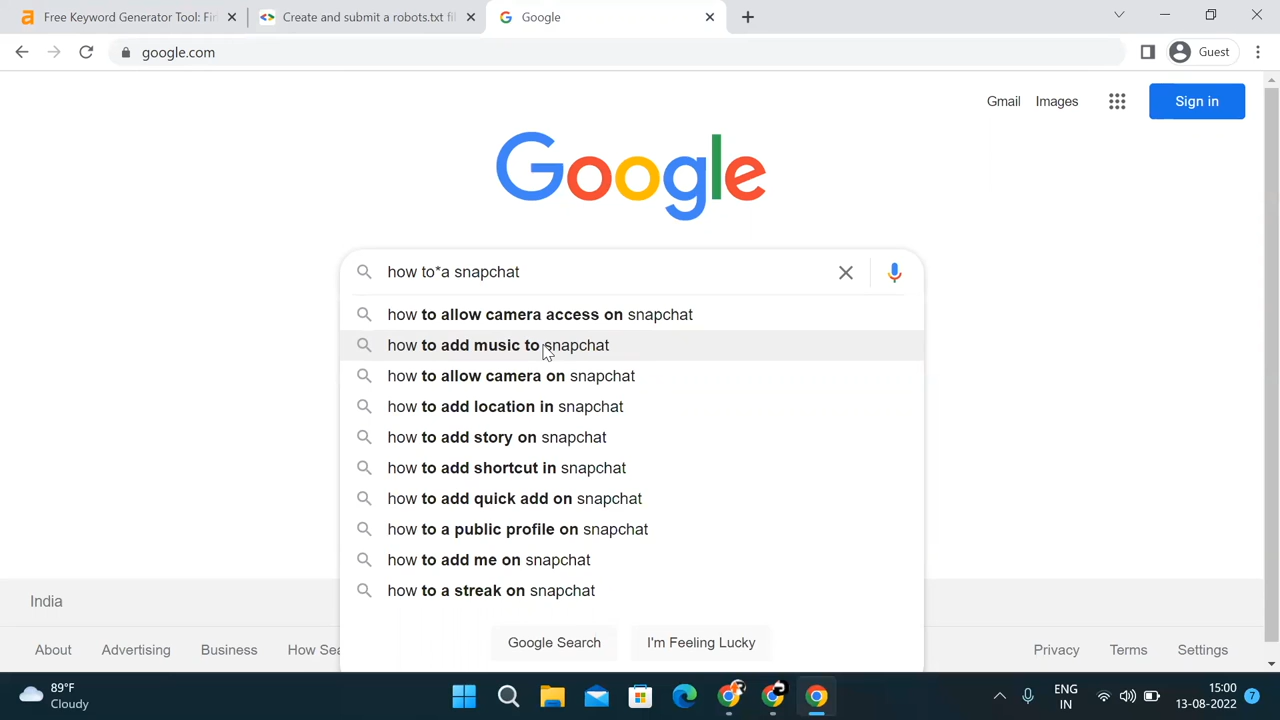 Free Keyword Generator Tool: Fin
Create and submit a robots.txt fil
Google
google.com
Guest
Gmail
Images
Sign in
Google
how to*a snapchat
how to allow camera access on snapchat
how to add music to snapchat
how to allow camera on snapchat
how to add location in snapchat
how to add story on snapchat
how to add shortcut in snapchat
how to add quick add on snapchat
how to a public profile on snapchat
how to add me on snapchat
how to a streak on snapchat
Google Search
I'm Feeling Lucky
India
About
Advertising
Business
How Sea
Privacy
Terms
Settings
89°F
Cloudy
ENG
IN
15:00
13-08-2022
7